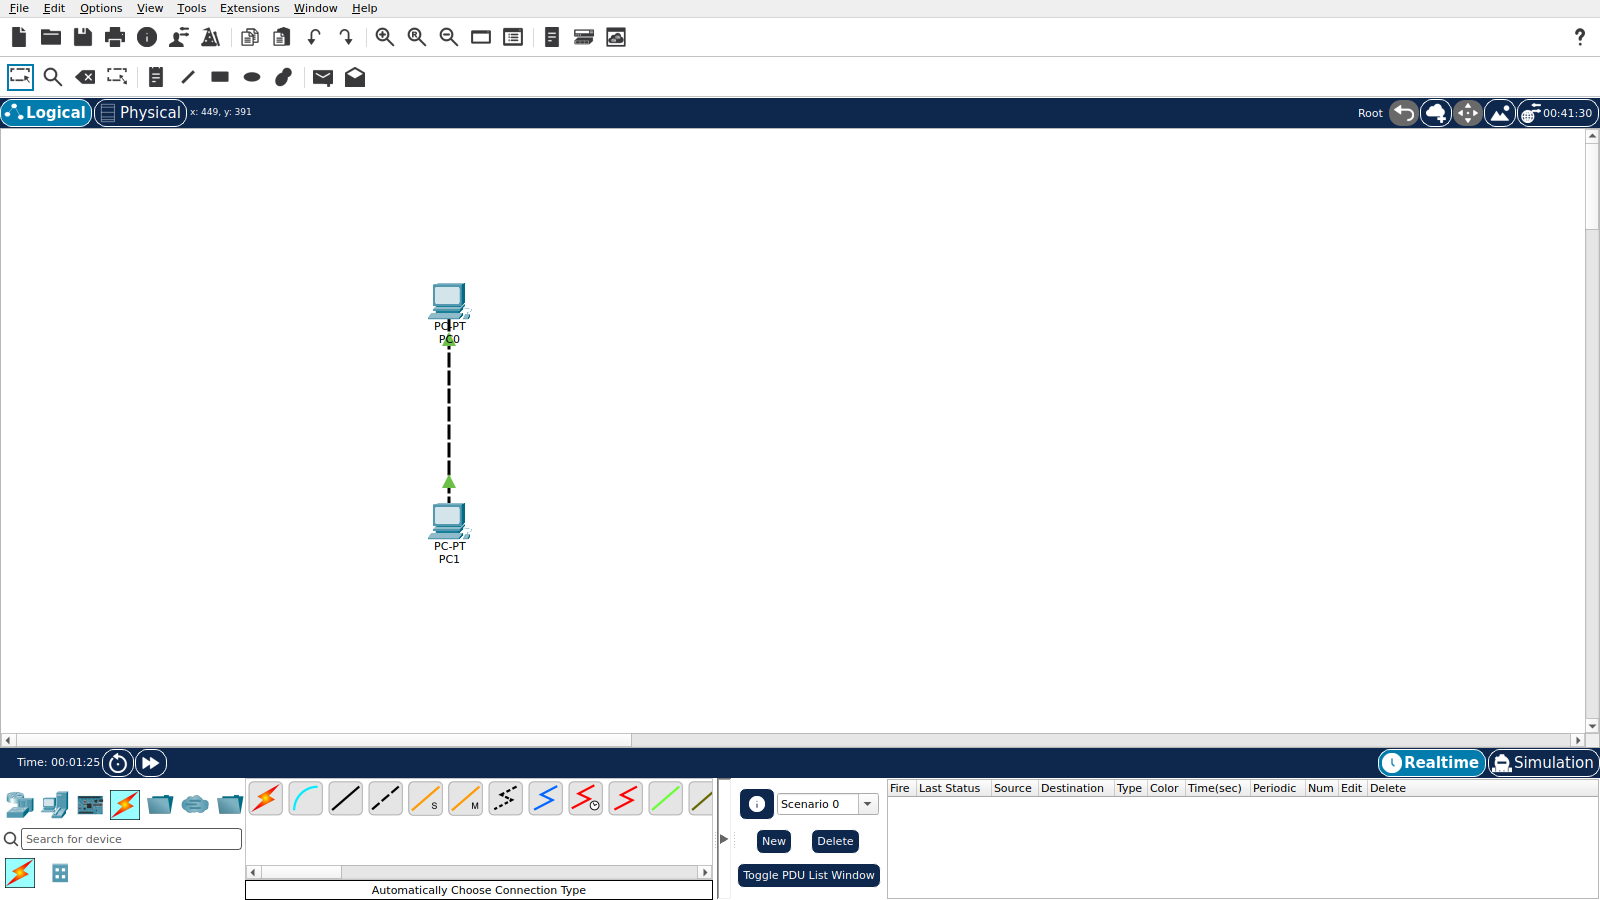 File Edit Options View Tools Extensions Window Help
Logical Physical x: 449, y: 391 Root 00:41:30
PC-PT
PC0
PC-PT
PC1
Time: 00:01:25 Realtime Simulation
S M
Search for device
Automatically Choose Connection Type
Scenario 0
New Delete
Toggle PDU List Window
Fire Last Status Source Destination Type Color Time(sec) Periodic Num Edit Delete